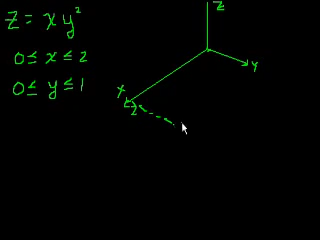 z = xy²
0 ≤ x ≤ 2
0 ≤ y ≤ 1
z
y
x
2